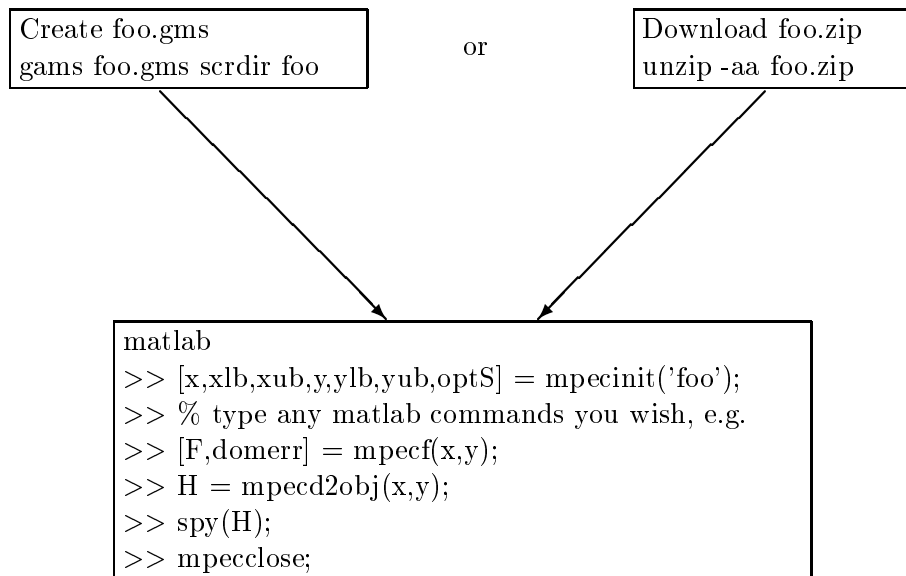 Create foo.gms
gams foo.gms scrdir foo
or
Download foo.zip
unzip -aa foo.zip
matlab
>> [x,xlb,xub,y,ylb,yub,optS] = mpecinit('foo');
>> % type any matlab commands you wish, e.g.
>> [F,domerr] = mpecf(x,y);
>> H = mpecd2obj(x,y);
>> spy(H);
>> mpecclose;